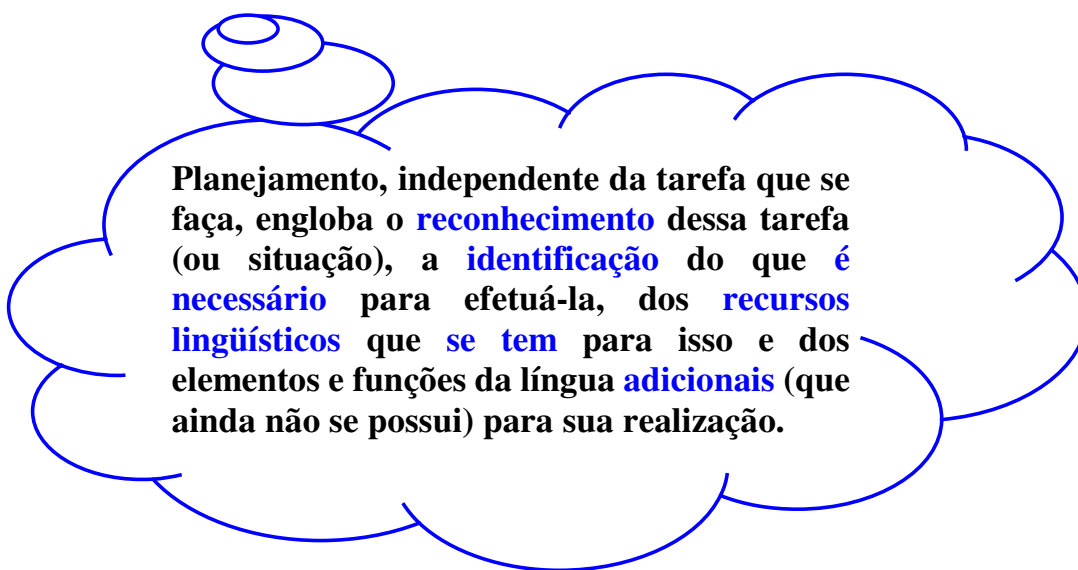 Planejamento, independente da tarefa que se
faça, engloba o reconhecimento dessa tarefa
(ou situação), a identificação do que é
necessário para efetuá-la, dos recursos
lingüísticos que se tem para isso e dos
elementos e funções da língua adicionais (que
ainda não se possui) para sua realização.